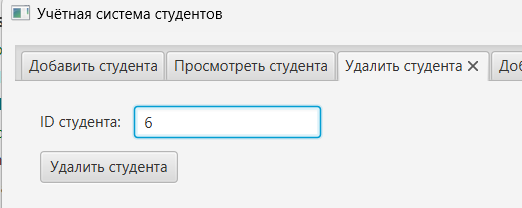 Учётная система студентов
Добавить студента Просмотреть студента Удалить студента
ID студента: 6
Удалить студента